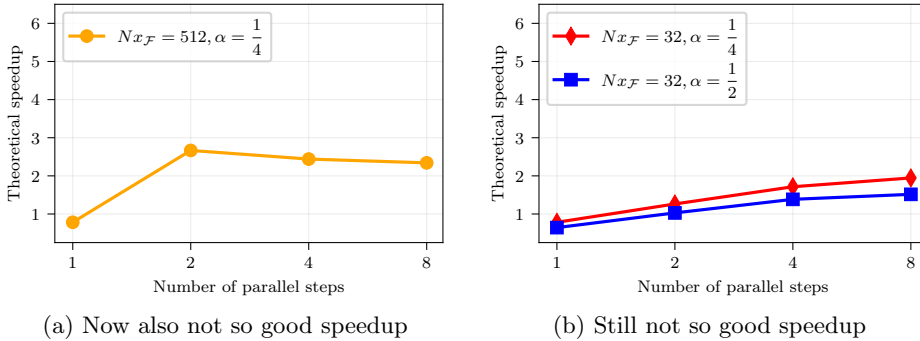 6
5
4
3
2
1
Theoretical speedup
Nx_ℱ = 512, α = 1/4
1 2 4 8
Number of parallel steps
(a) Now also not so good speedup
6
5
4
3
2
1
Theoretical speedup
Nx_ℱ = 32, α = 1/4
Nx_ℱ = 32, α = 1/2
1 2 4 8
Number of parallel steps
(b) Still not so good speedup